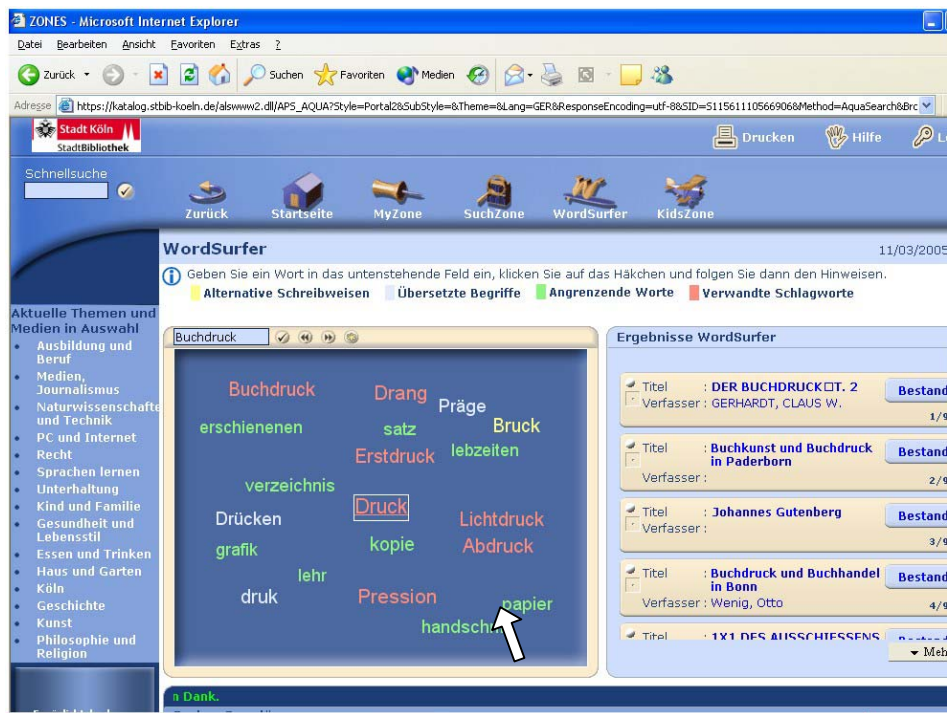 ZONES - Microsoft Inte rnet Explorer
Datei Bearbeiten Ansicht Favoriten Extras ?
Zurück Suchen Favoriten Medien
Adresse https://katalog.stbib-koeln.de/alswww2.dll/APS_AQUA?Style=Portal2&SubStyle=&Theme=&Lang=GER&ResponseEncoding=utf-8&SID=S11561110566906&Method=AquaSearch&Brc
Stadt Köln
StadtBibliothek
Drucken Hilfe L
Schnellsuche
Zurück Startseite MyZone SuchZone WordSurfer KidsZone
WordSurfer 11/03/2005
Geben Sie ein Wort in das untenstehende Feld ein, klicken Sie auf das Häkchen und folgen Sie dann den Hinweisen.
Alternative Schreibweisen Übersetzte Begriffe Angrenzende Worte Verwandte Schlagworte
Aktuelle Themen und
Medien in Auswahl
Ausbildung und
Beruf
Medien,
Journalismus
Naturwissenschafte
und Technik
PC und Internet
Recht
Sprachen lernen
Unterhaltung
Kind und Familie
Gesundheit und
Lebensstil
Essen und Trinken
Haus und Garten
Köln
Geschichte
Kunst
Philosophie und
Religion
Buchdruck
Buchdruck Drang
Präge
erschienenen satz Bruck
Erstdruck lebzeiten
verzeichnis
Druck
Drücken Lichtdruck
grafik kopie Abdruck
lehr
druk Pression papier
handsch
Ergebnisse WordSurfer
Titel : DER BUCHDRUCK□T. 2 Bestand
Verfasser : GERHARDT, CLAUS W.
1/9
Titel : Buchkunst und Buchdruck Bestand
in Paderborn
Verfasser :
2/9
Titel : Johannes Gutenberg Bestand
Verfasser :
3/9
Titel : Buchdruck und Buchhandel Bestand
in Bonn
Verfasser : Wenig, Otto
4/9
Titel : 1X1 DES AUSSCHIESSENS Bestand
Meh
n Dank.